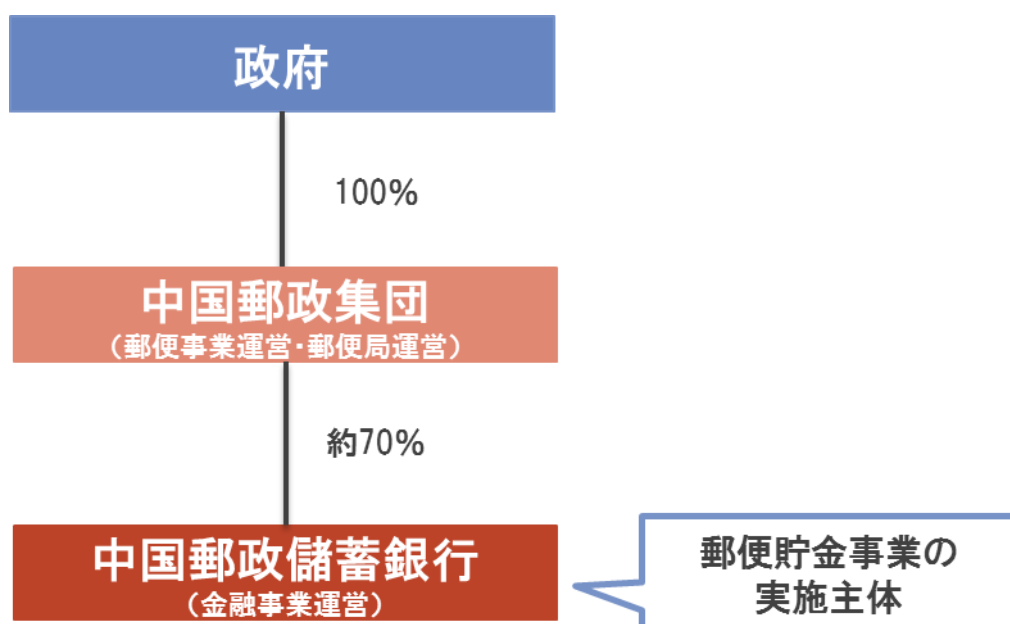 政府
100%
中国郵政集団
（郵便事業運営・郵便局運営）
約70%
中国郵政儲蓄銀行
（金融事業運営）
郵便貯金事業の
実施主体